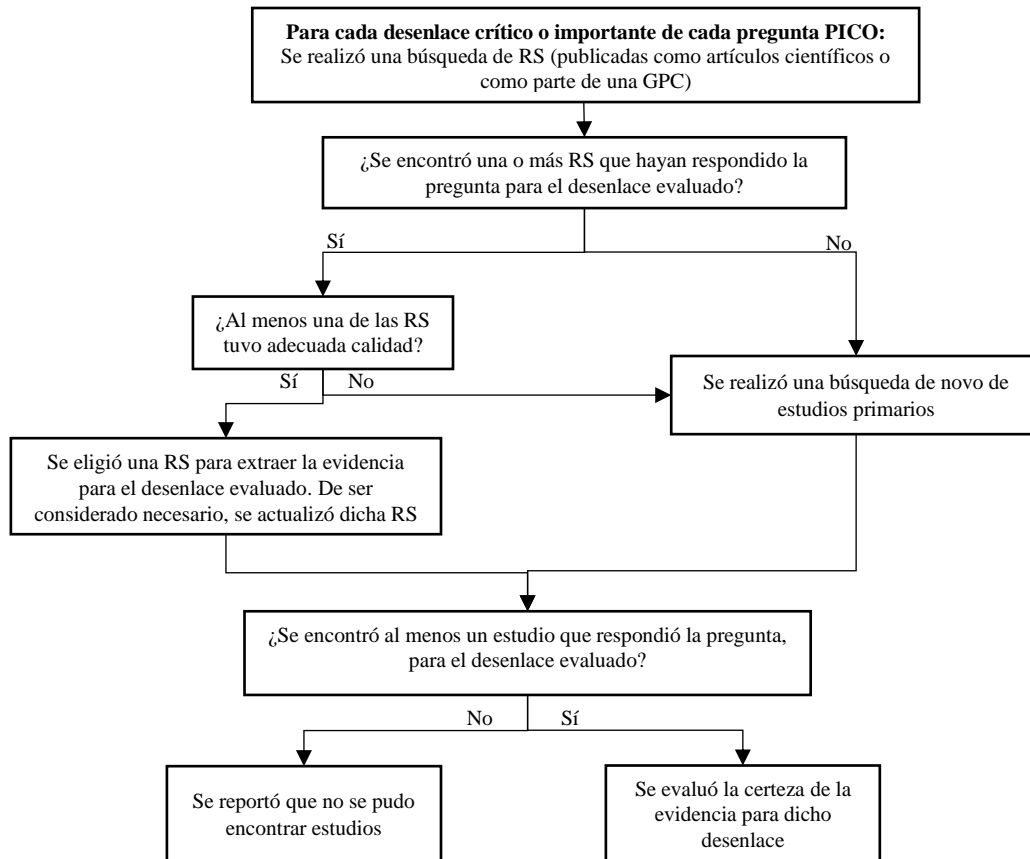 Para cada desenlace crítico o importante de cada pregunta PICO:
Se realizó una búsqueda de RS (publicadas como artículos científicos o
como parte de una GPC)
¿Se encontró una o más RS que hayan respondido la
pregunta para el desenlace evaluado?
Sí
No
¿Al menos una de las RS
tuvo adecuada calidad?
Sí
No
Se realizó una búsqueda de novo de
estudios primarios
Se eligió una RS para extraer la evidencia
para el desenlace evaluado. De ser
considerado necesario, se actualizó dicha RS
¿Se encontró al menos un estudio que respondió la pregunta,
para el desenlace evaluado?
No
Sí
Se reportó que no se pudo
encontrar estudios
Se evaluó la certeza de la
evidencia para dicho
desenlace